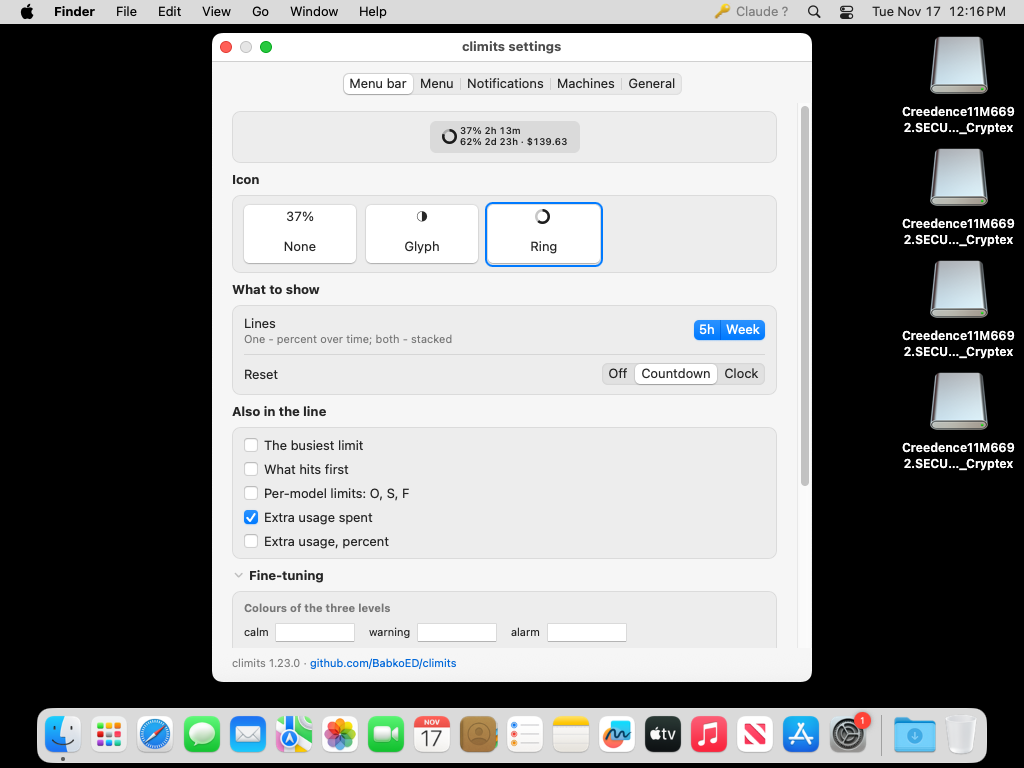 Finder File Edit View Go Window Help Claude ? Tue Nov 17 12:16 PM
climits settings
Menu bar Menu Notifications Machines General
37% 2h 13m
62% 2d 23h · $139.63
Icon
37%
None Glyph Ring
What to show
Lines
5h Week
One - percent over time; both - stacked
Reset Off Countdown Clock
Also in the line
The busiest limit
What hits first
Per-model limits: O, S, F
Extra usage spent
Extra usage, percent
Fine-tuning
Colours of the three levels
calm warning alarm
climits 1.23.0 · github.com/BabkoED/climits
Creedence11M669
2.SECU..._Cryptex
Creedence11M669
2.SECU..._Cryptex
Creedence11M669
2.SECU..._Cryptex
Creedence11M669
2.SECU..._Cryptex
NOV
17
tv
1